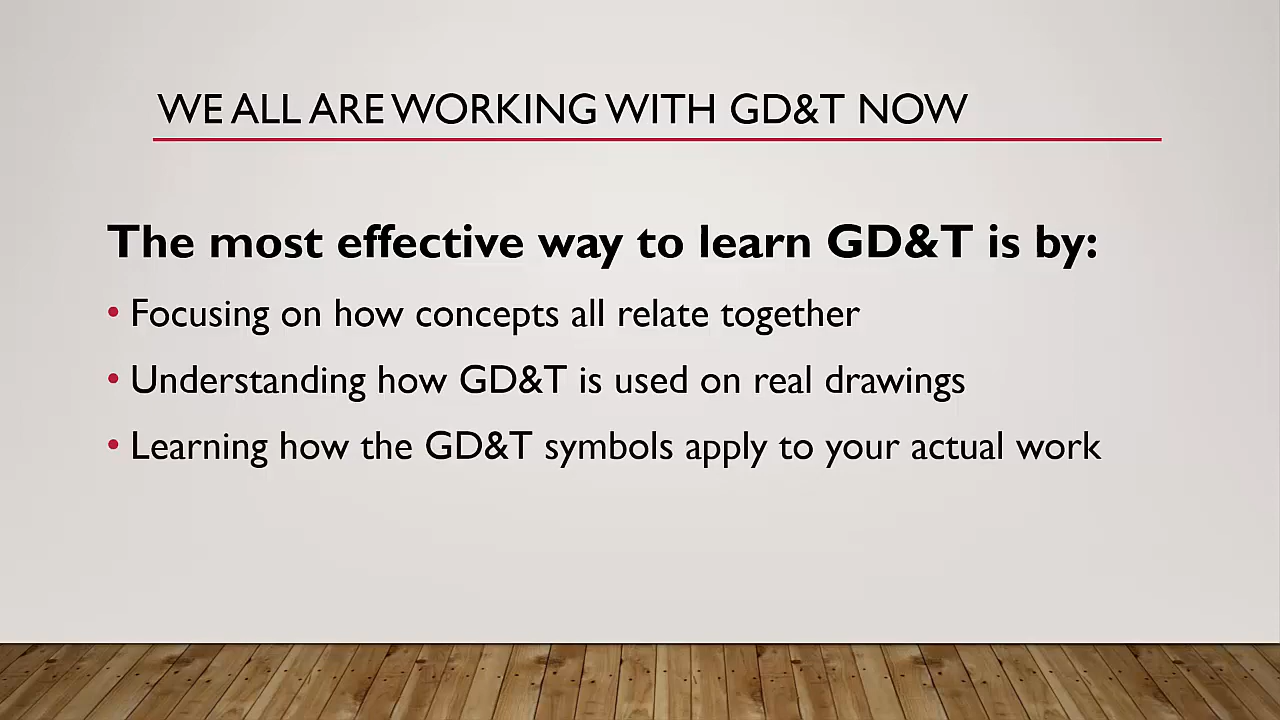 WE ALL ARE WORKING WITH GD&T NOW
The most effective way to learn GD&T is by:
• Focusing on how concepts all relate together
• Understanding how GD&T is used on real drawings
• Learning how the GD&T symbols apply to your actual work